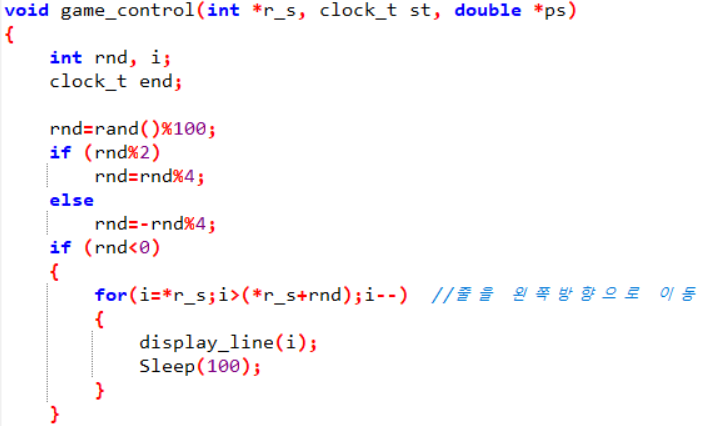 void game_control(int *r_s, clock_t st, double *ps)
{
    int rnd, i;
    clock_t end;

    rnd=rand()%100;
    if (rnd%2)
        rnd=rnd%4;
    else
        rnd=-rnd%4;
    if (rnd<0)
    {
        for(i=*r_s;i>(*r_s+rnd);i--)  //줄을 왼쪽방향으로 이동
        {
            display_line(i);
            Sleep(100);
        }
    }